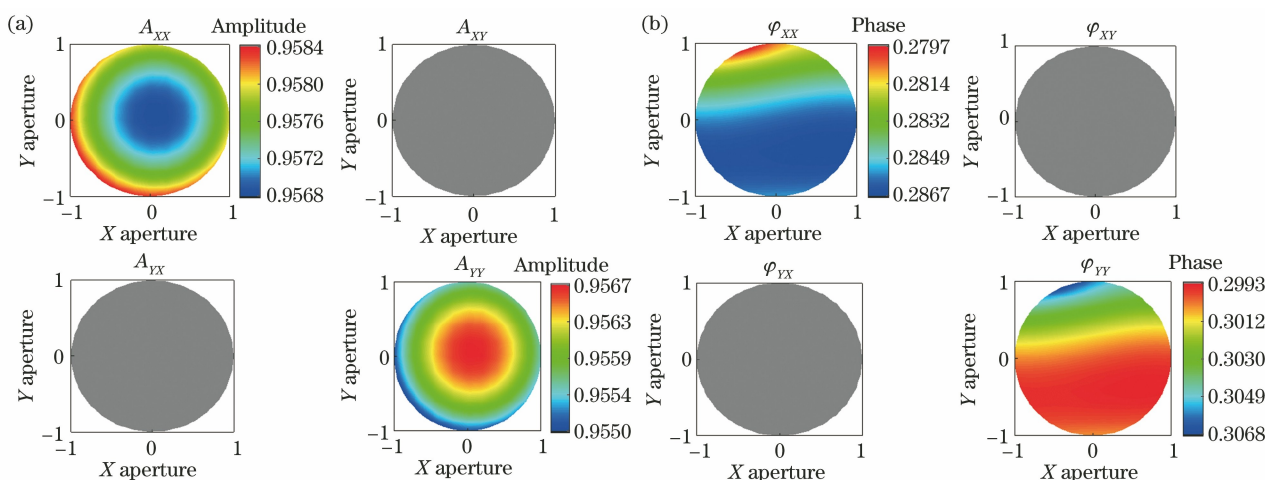 (a)
A_XX
Amplitude
1
0
−1
Y aperture
−1 0 1
X aperture
0.9584
0.9580
0.9576
0.9572
0.9568
A_XY
1
0
−1
Y aperture
−1 0 1
X aperture
A_YX
1
0
−1
Y aperture
−1 0 1
X aperture
A_YY
Amplitude
1
0
−1
Y aperture
−1 0 1
X aperture
0.9567
0.9563
0.9559
0.9554
0.9550
(b)
φ_XX
Phase
1
0
−1
Y aperture
−1 0 1
X aperture
0.2797
0.2814
0.2832
0.2849
0.2867
φ_XY
1
0
−1
Y aperture
−1 0 1
X aperture
φ_YX
1
0
−1
Y aperture
−1 0 1
X aperture
φ_YY
Phase
1
0
−1
Y aperture
−1 0 1
X aperture
0.2993
0.3012
0.3030
0.3049
0.3068